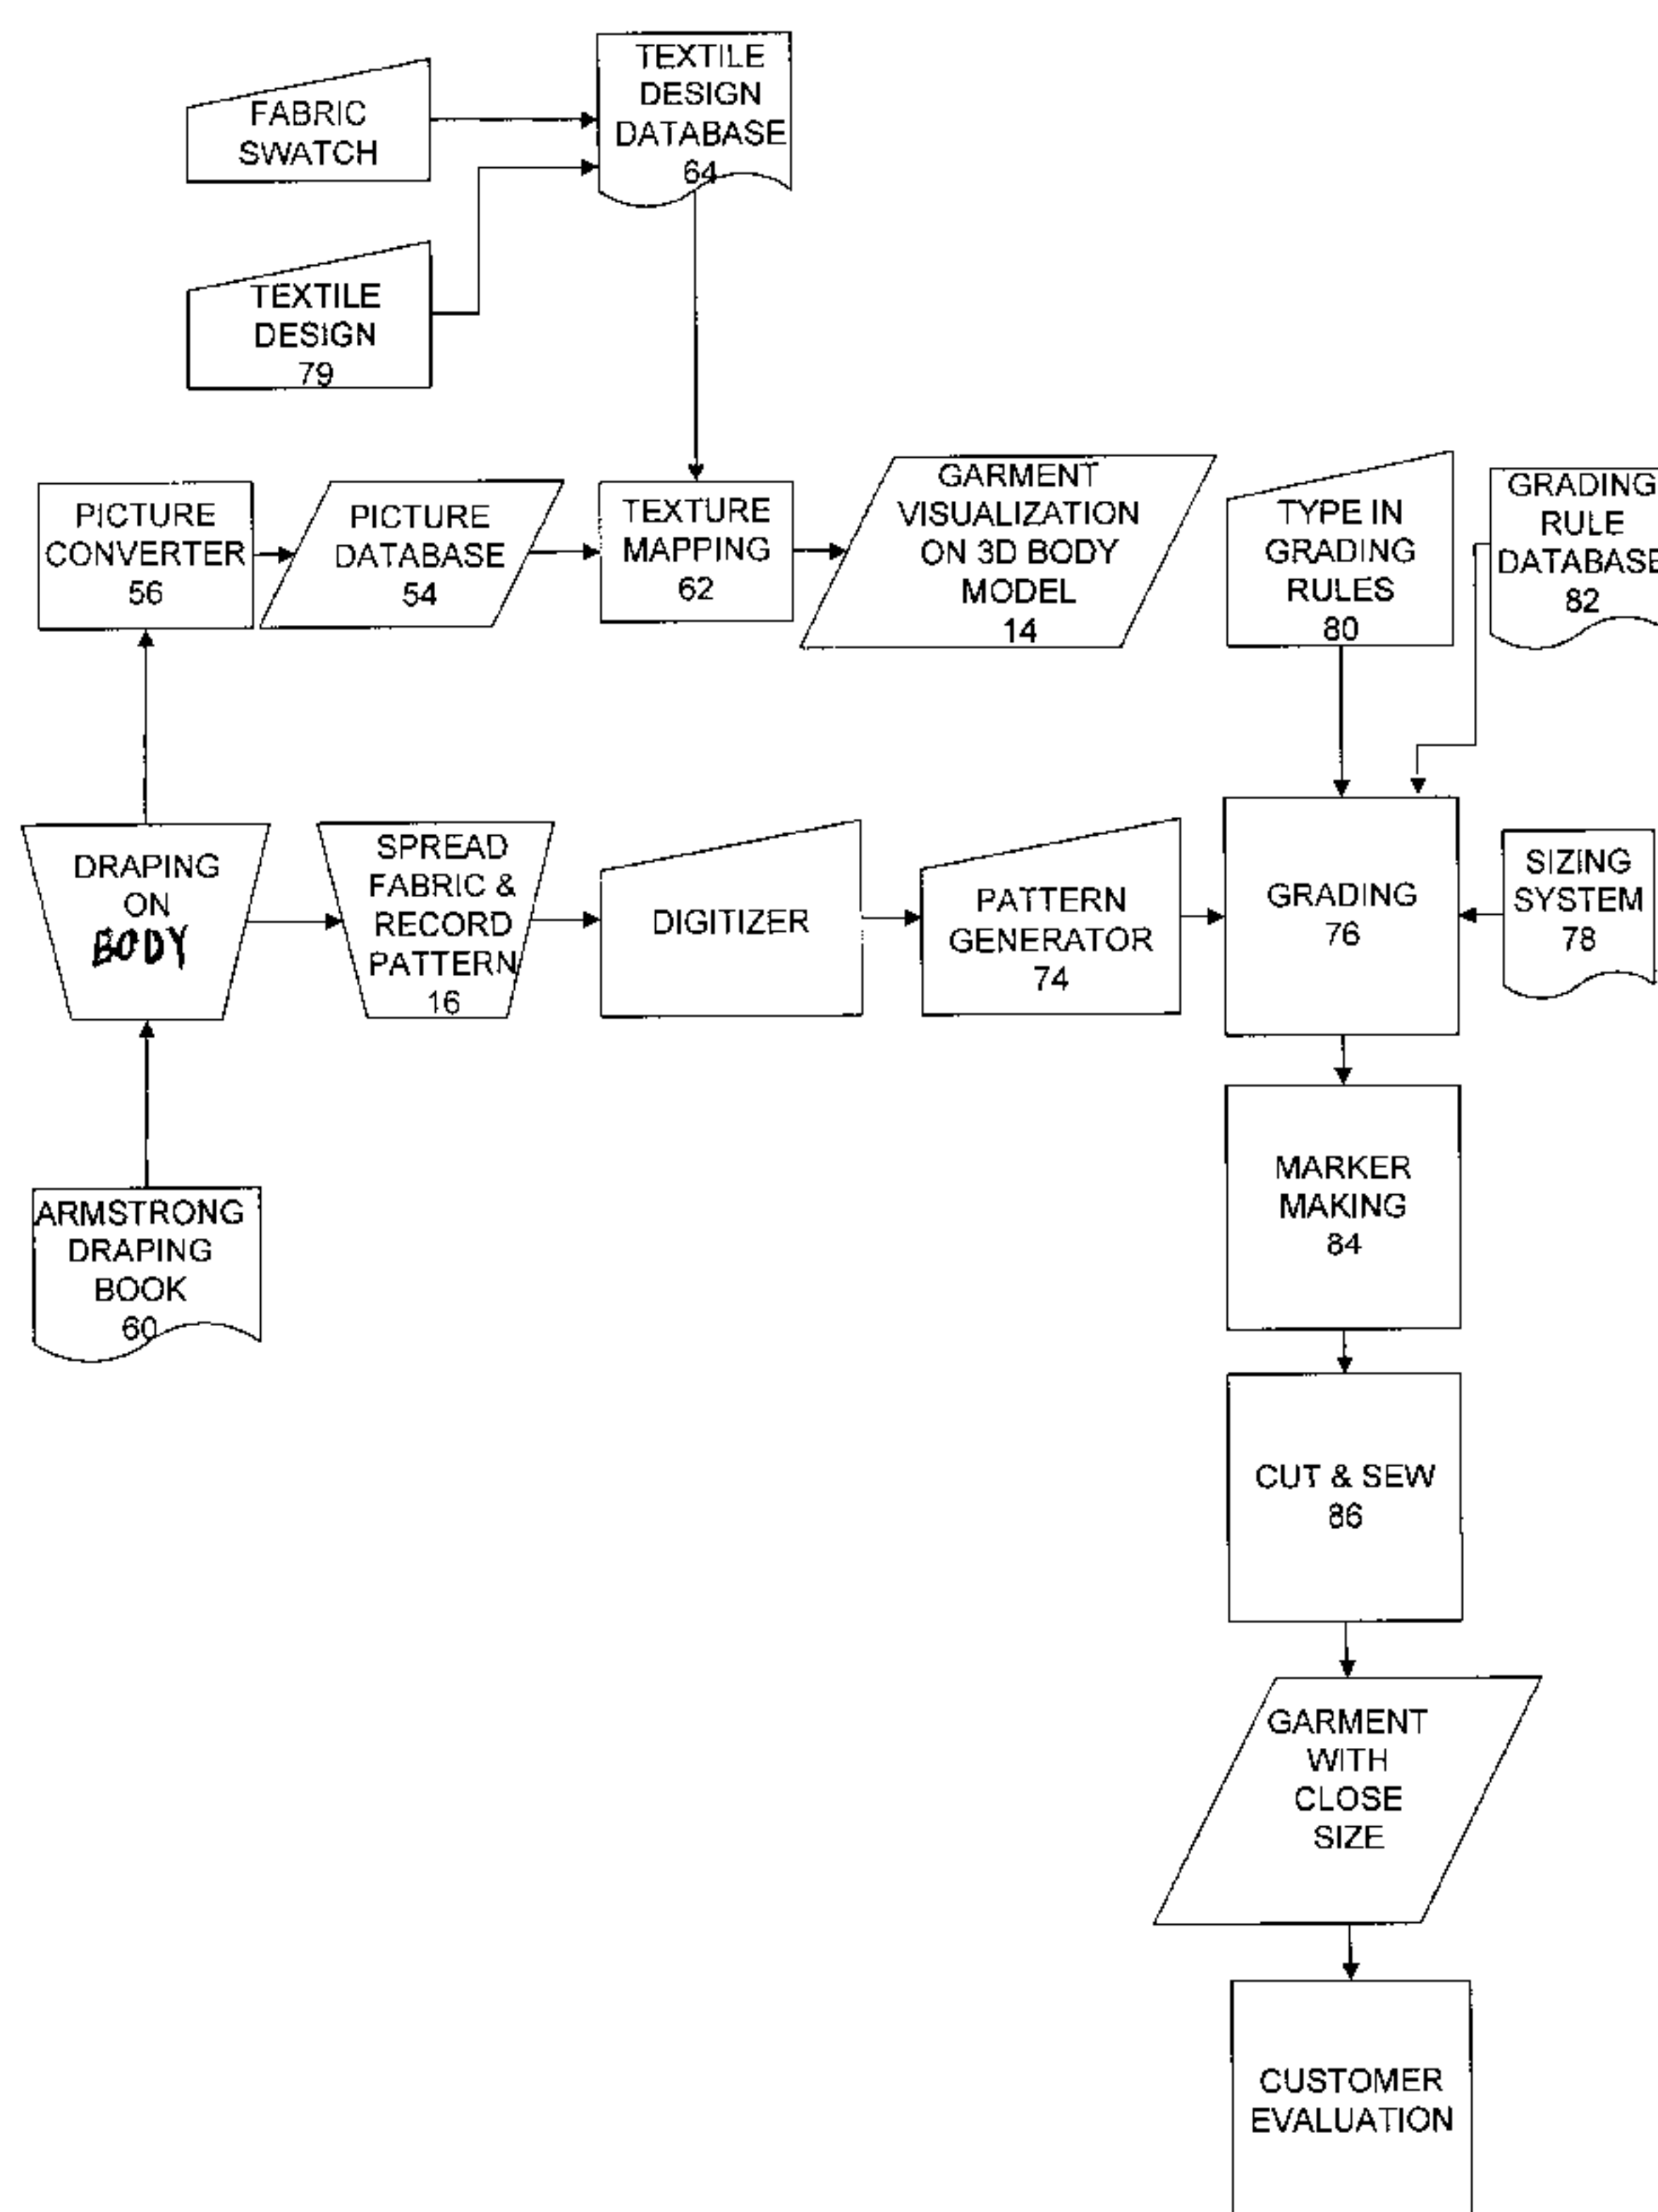 FABRIC
SWATCH
TEXTILE
DESIGN
DATABASE
64
TEXTILE
DESIGN
79
PICTURE
CONVERTER
56
PICTURE
DATABASE
54
TEXTURE
MAPPING
62
GARMENT
VISUALIZATION
ON 3D BODY
MODEL
14
TYPE IN
GRADING
RULES
80
GRADING
RULE
DATABASE
82
DRAPING
ON
BODY
SPREAD
FABRIC &
RECORD
PATTERN
16
DIGITIZER
PATTERN
GENERATOR
74
GRADING
76
SIZING
SYSTEM
78
ARMSTRONG
DRAPING
BOOK
60
MARKER
MAKING
84
CUT & SEW
86
GARMENT
WITH
CLOSE
SIZE
CUSTOMER
EVALUATION